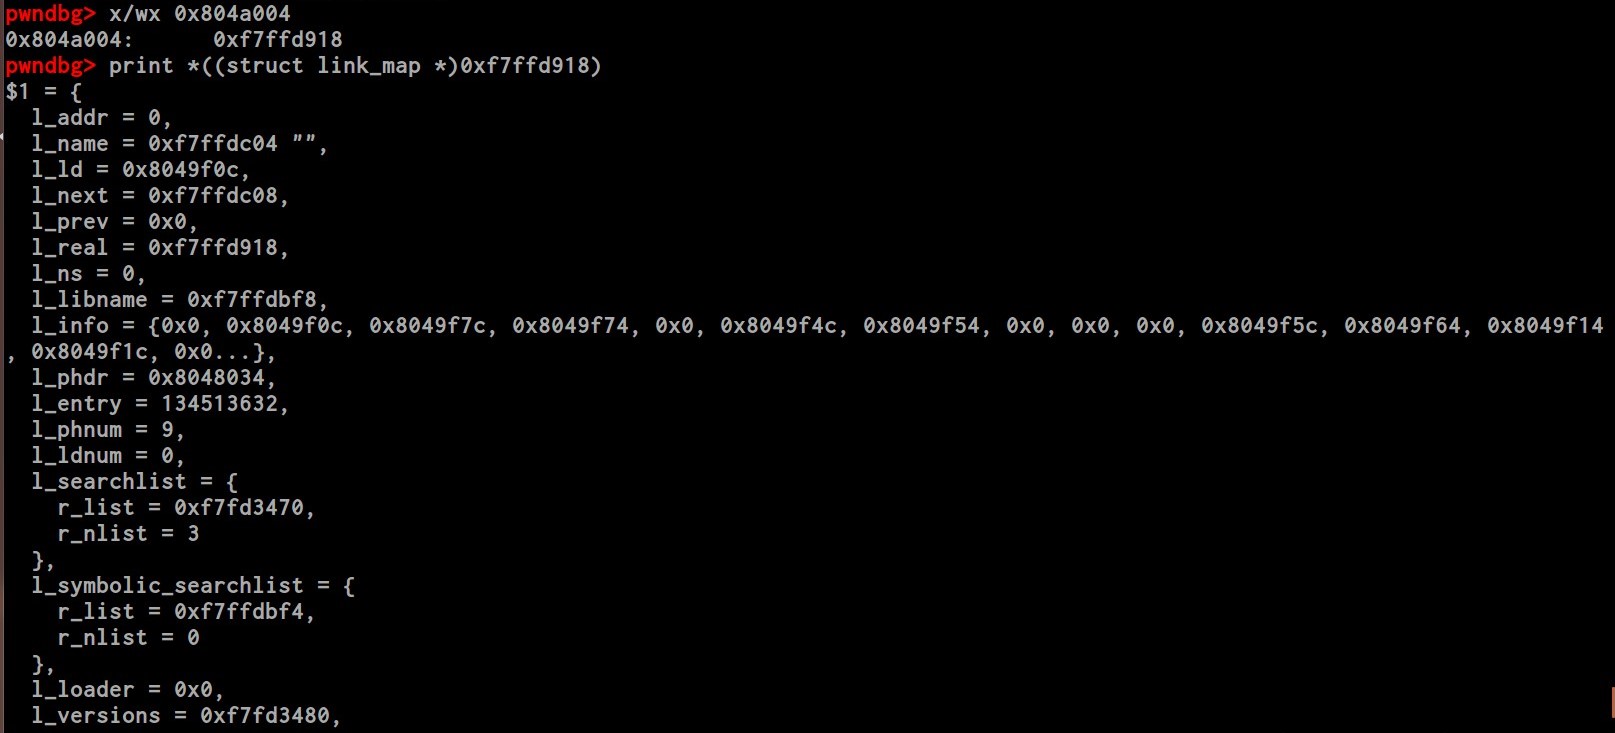 pwndbg> x/wx 0x804a004
0x804a004:      0xf7ffd918
pwndbg> print *((struct link_map *)0xf7ffd918)
$1 = {
  l_addr = 0,
  l_name = 0xf7ffdc04 "",
  l_ld = 0x8049f0c,
  l_next = 0xf7ffdc08,
  l_prev = 0x0,
  l_real = 0xf7ffd918,
  l_ns = 0,
  l_libname = 0xf7ffdbf8,
  l_info = {0x0, 0x8049f0c, 0x8049f7c, 0x8049f74, 0x0, 0x8049f4c, 0x8049f54, 0x0, 0x0, 0x0, 0x8049f5c, 0x8049f64, 0x8049f14
, 0x8049f1c, 0x0...},
  l_phdr = 0x8048034,
  l_entry = 134513632,
  l_phnum = 9,
  l_ldnum = 0,
  l_searchlist = {
    r_list = 0xf7fd3470,
    r_nlist = 3
  },
  l_symbolic_searchlist = {
    r_list = 0xf7ffdbf4,
    r_nlist = 0
  },
  l_loader = 0x0,
  l_versions = 0xf7fd3480,